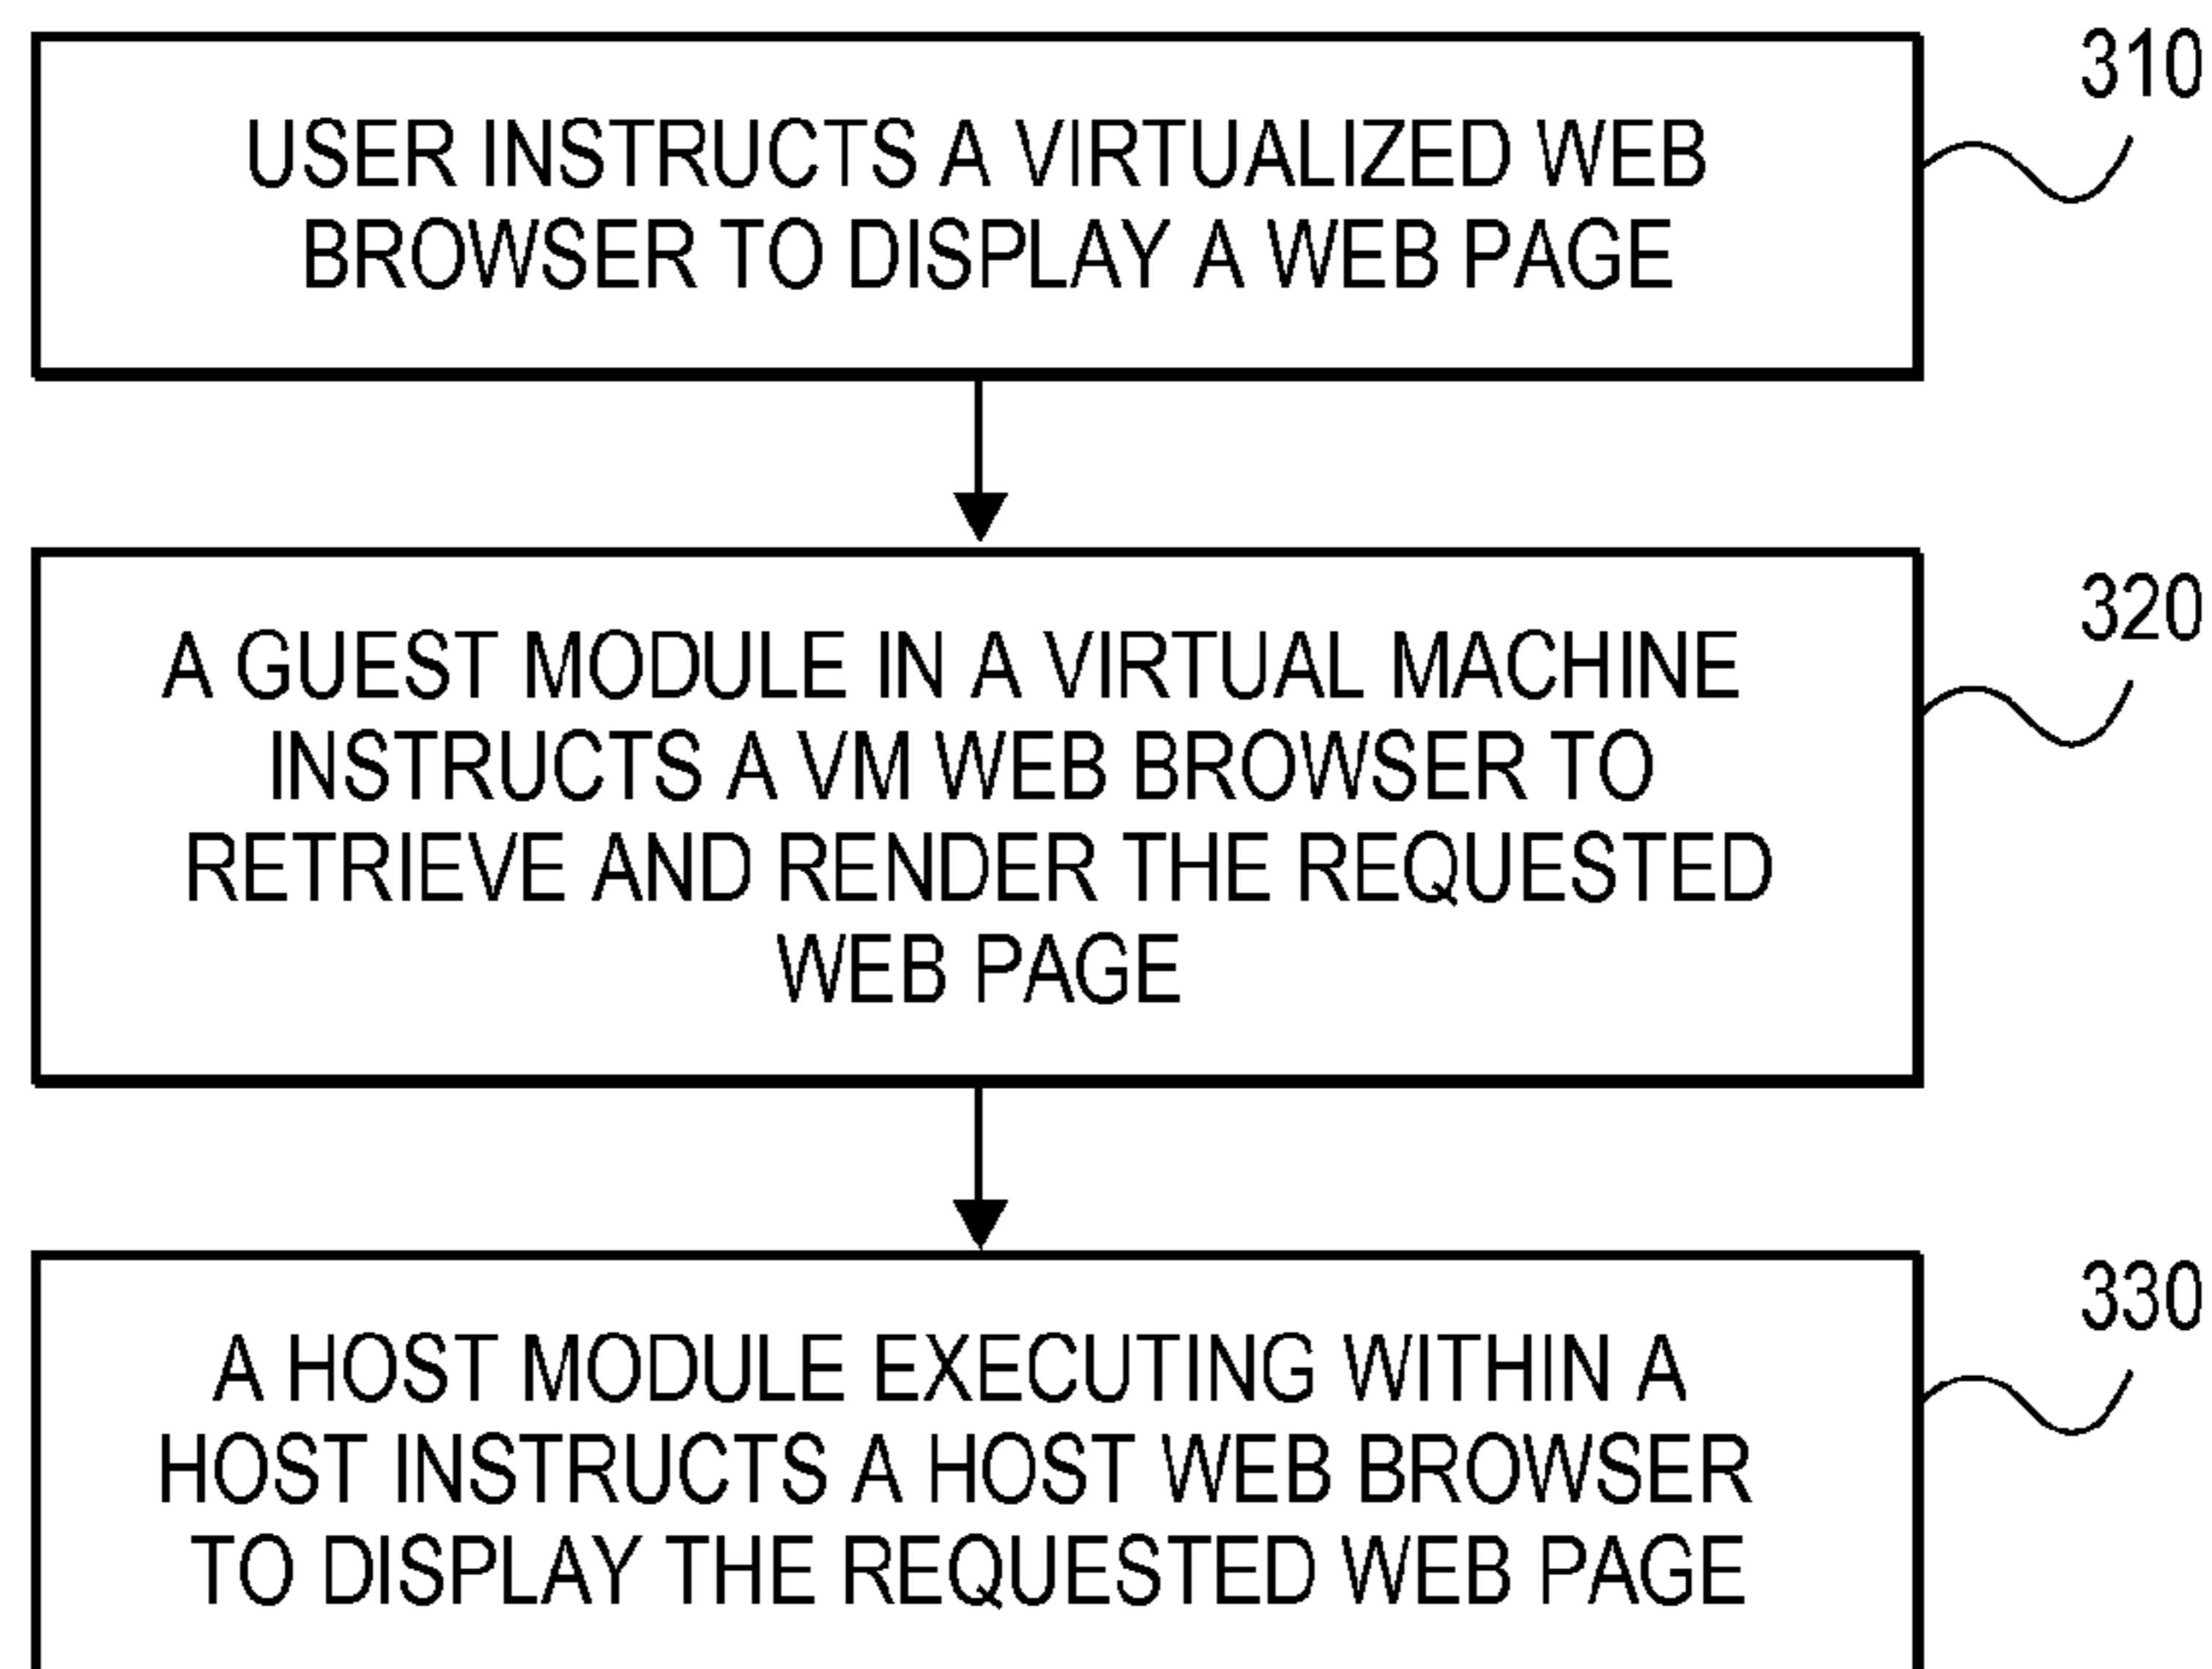 310
USER INSTRUCTS A VIRTUALIZED WEB
BROWSER TO DISPLAY A WEB PAGE
320
A GUEST MODULE IN A VIRTUAL MACHINE
INSTRUCTS A VM WEB BROWSER TO
RETRIEVE AND RENDER THE REQUESTED
WEB PAGE
330
A HOST MODULE EXECUTING WITHIN A
HOST INSTRUCTS A HOST WEB BROWSER
TO DISPLAY THE REQUESTED WEB PAGE